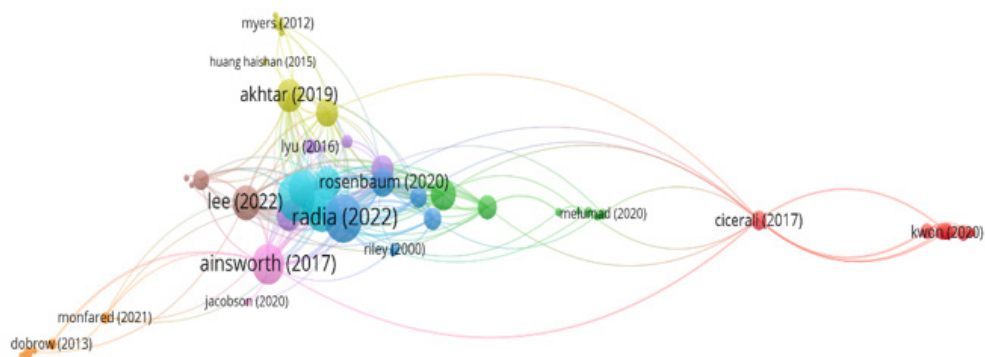 myers (2012)
huang haishan (2015)
akhtar (2019)
lyu (2016)
rosenbaum (2020)
lee (2022)
radia (2022)
melumad (2020)
cicerali (2017)
kwon (2020)
riley (2000)
ainsworth (2017)
jacobson (2020)
monfared (2021)
dobrow (2013)